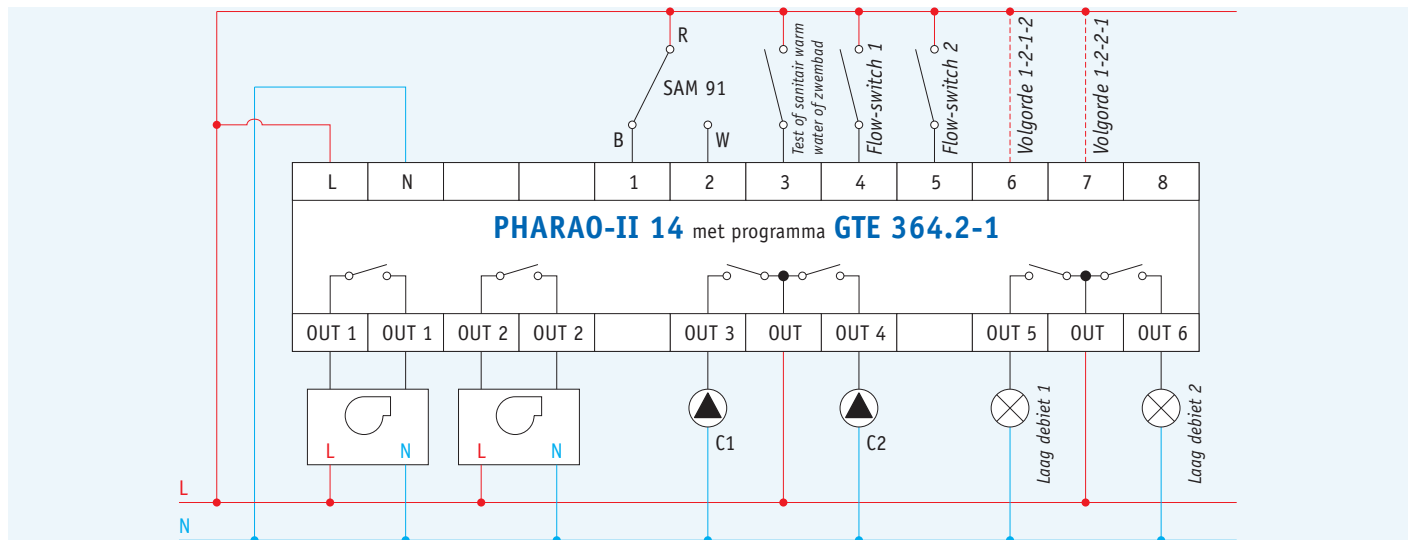 R
SAM 91
B
W
Test of sanitair warm
water of zwembad
Flow-switch 1
Flow-switch 2
Volgorde 1-2-1-2
Volgorde 1-2-2-1
L N 1 2 3 4 5 6 7 8
PHARAO-II 14 met programma GTE 364.2-1
OUT 1 OUT 1 OUT 2 OUT 2 OUT 3 OUT OUT 4 OUT 5 OUT OUT 6
L N
L N
C1
C2
Laag debiet 1
Laag debiet 2
L
N